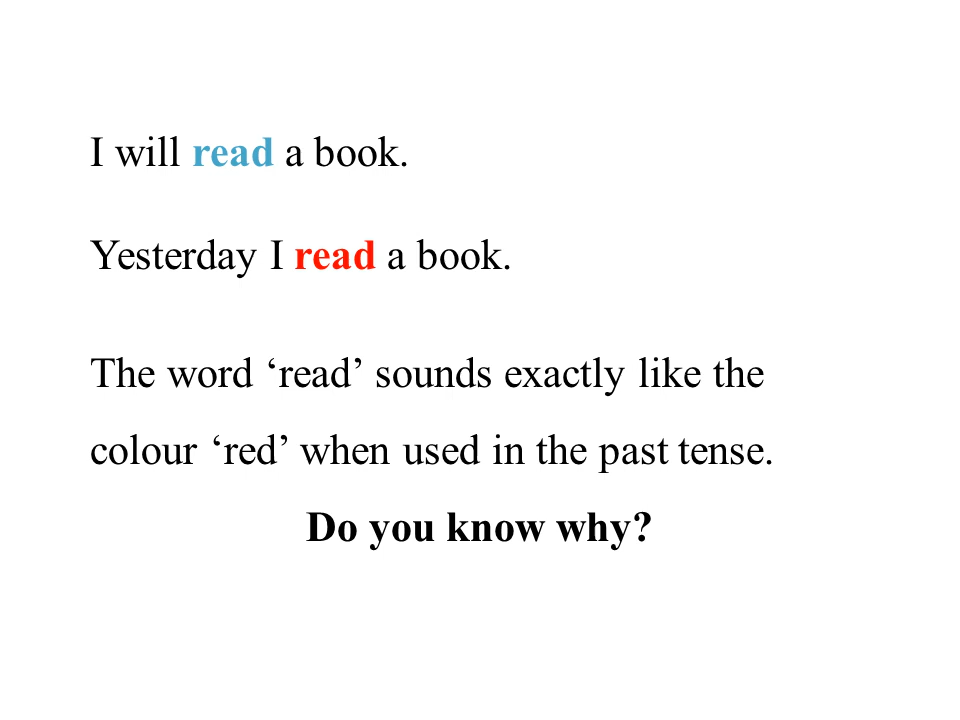 I will read a book.
Yesterday I read a book.
The word ‘read’ sounds exactly like the
colour ‘red’ when used in the past tense.
Do you know why?